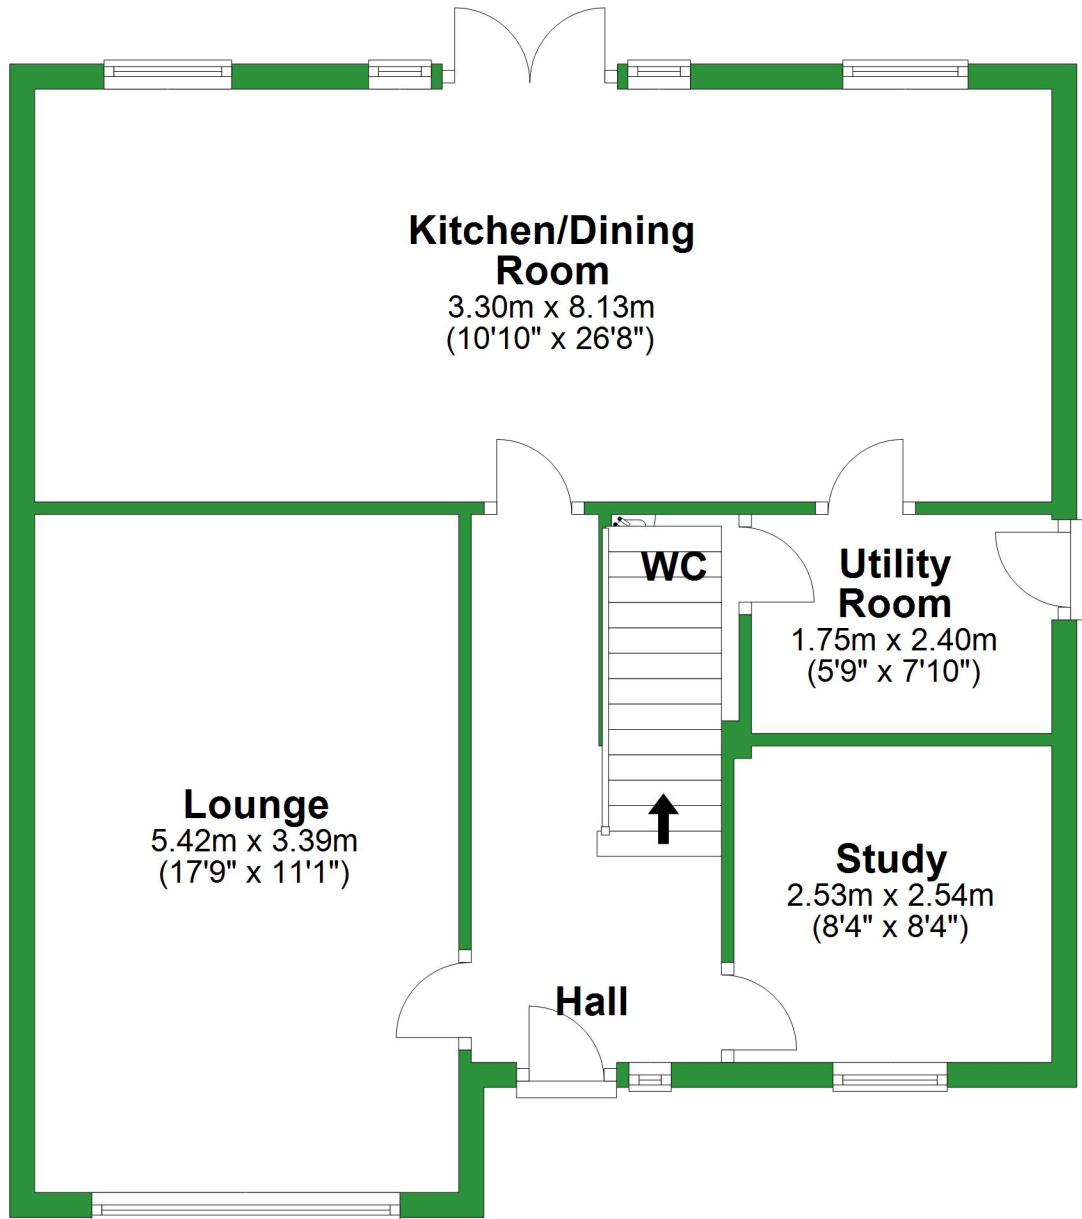 Kitchen/Dining
Room
3.30m x 8.13m
(10'10" x 26'8")
WC
Utility
Room
1.75m x 2.40m
(5'9" x 7'10")
Lounge
5.42m x 3.39m
(17'9" x 11'1")
Study
2.53m x 2.54m
(8'4" x 8'4")
Hall